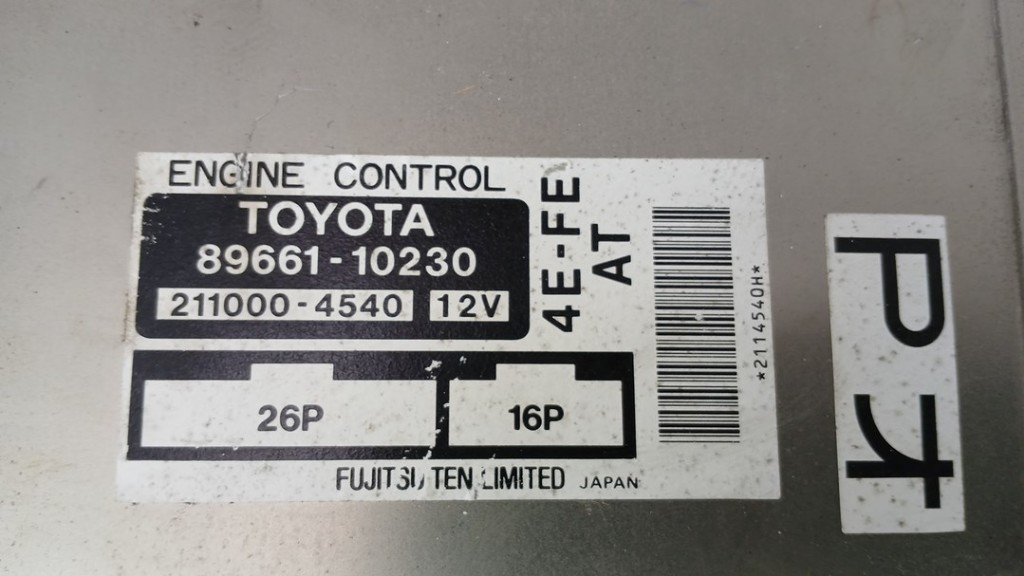 ENGINE CONTROL
TOYOTA
89661-10230
211000-4540 12V
4E-FE
AT
*2114540H*
26P 16P
FUJITSU TEN LIMITED JAPAN
Pオ